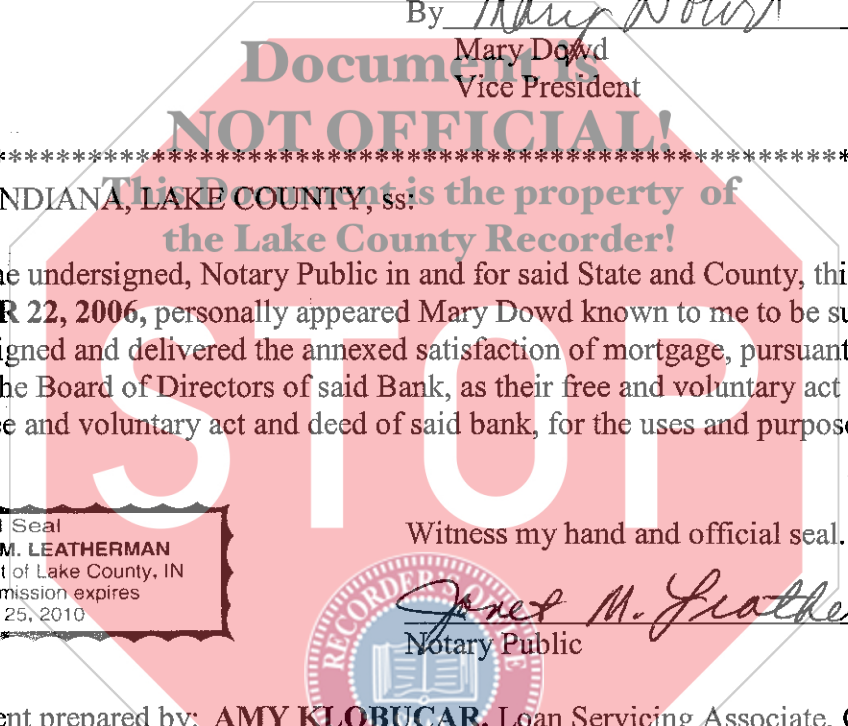 By Mary Dowd
Mary Dowd
Vice President
Document is
NOT OFFICIAL!
This Document is the property of
the Lake County Recorder!
************************************************************
NDIANA, LAKE COUNTY, ss:
e undersigned, Notary Public in and for said State and County, thi
R 22, 2006, personally appeared Mary Dowd known to me to be su
igned and delivered the annexed satisfaction of mortgage, pursuant
he Board of Directors of said Bank, as their free and voluntary act
e and voluntary act and deed of said bank, for the uses and purpose
STOP
l Seal
M. LEATHERMAN
t of Lake County, IN
mission expires
25, 2010
Witness my hand and official seal.
Janet M. Leathe
Notary Public
RECORDER'S OFFICE
ent prepared by: AMY KLOBUCAR, Loan Servicing Associate,